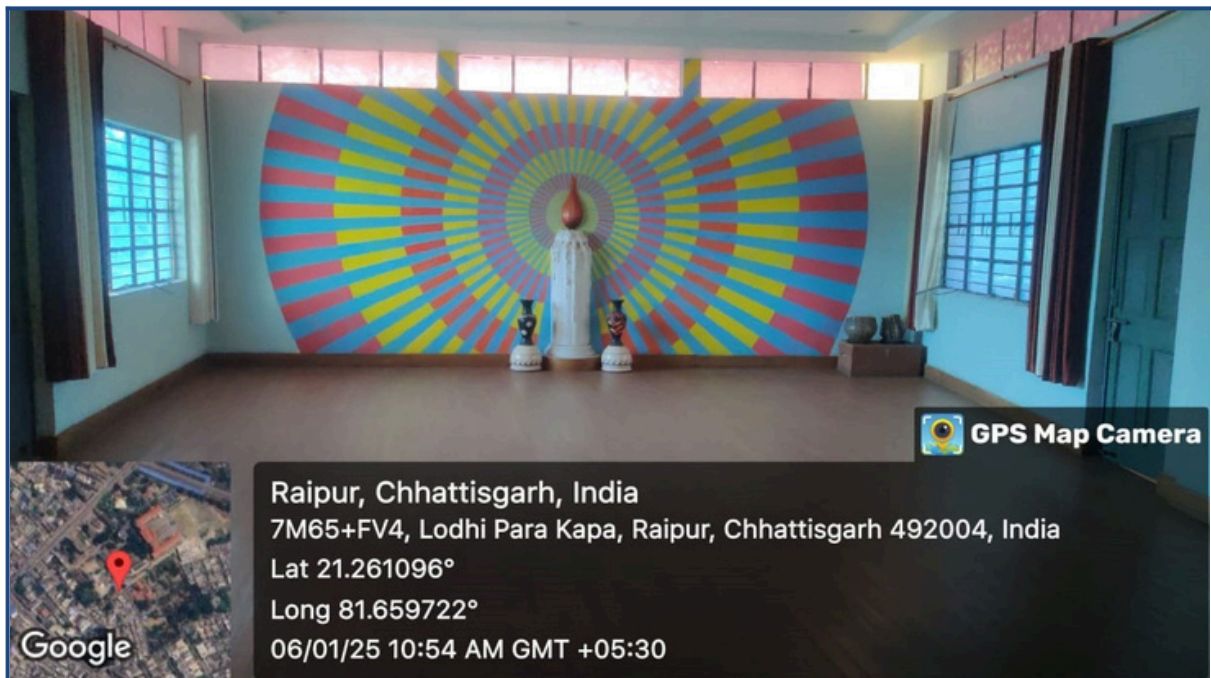 GPS Map Camera
Raipur, Chhattisgarh, India
7M65+FV4, Lodhi Para Kapa, Raipur, Chhattisgarh 492004, India
Lat 21.261096°
Long 81.659722°
06/01/25 10:54 AM GMT +05:30
Google